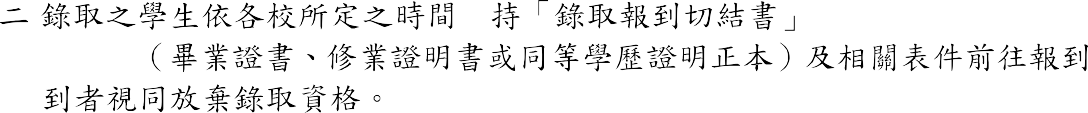 二 錄取之學生依各校所定之時間　持「錄取報到切結書」
（畢業證書、修業證明書或同等學歷證明正本）及相關表件前往報到
到者視同放棄錄取資格。